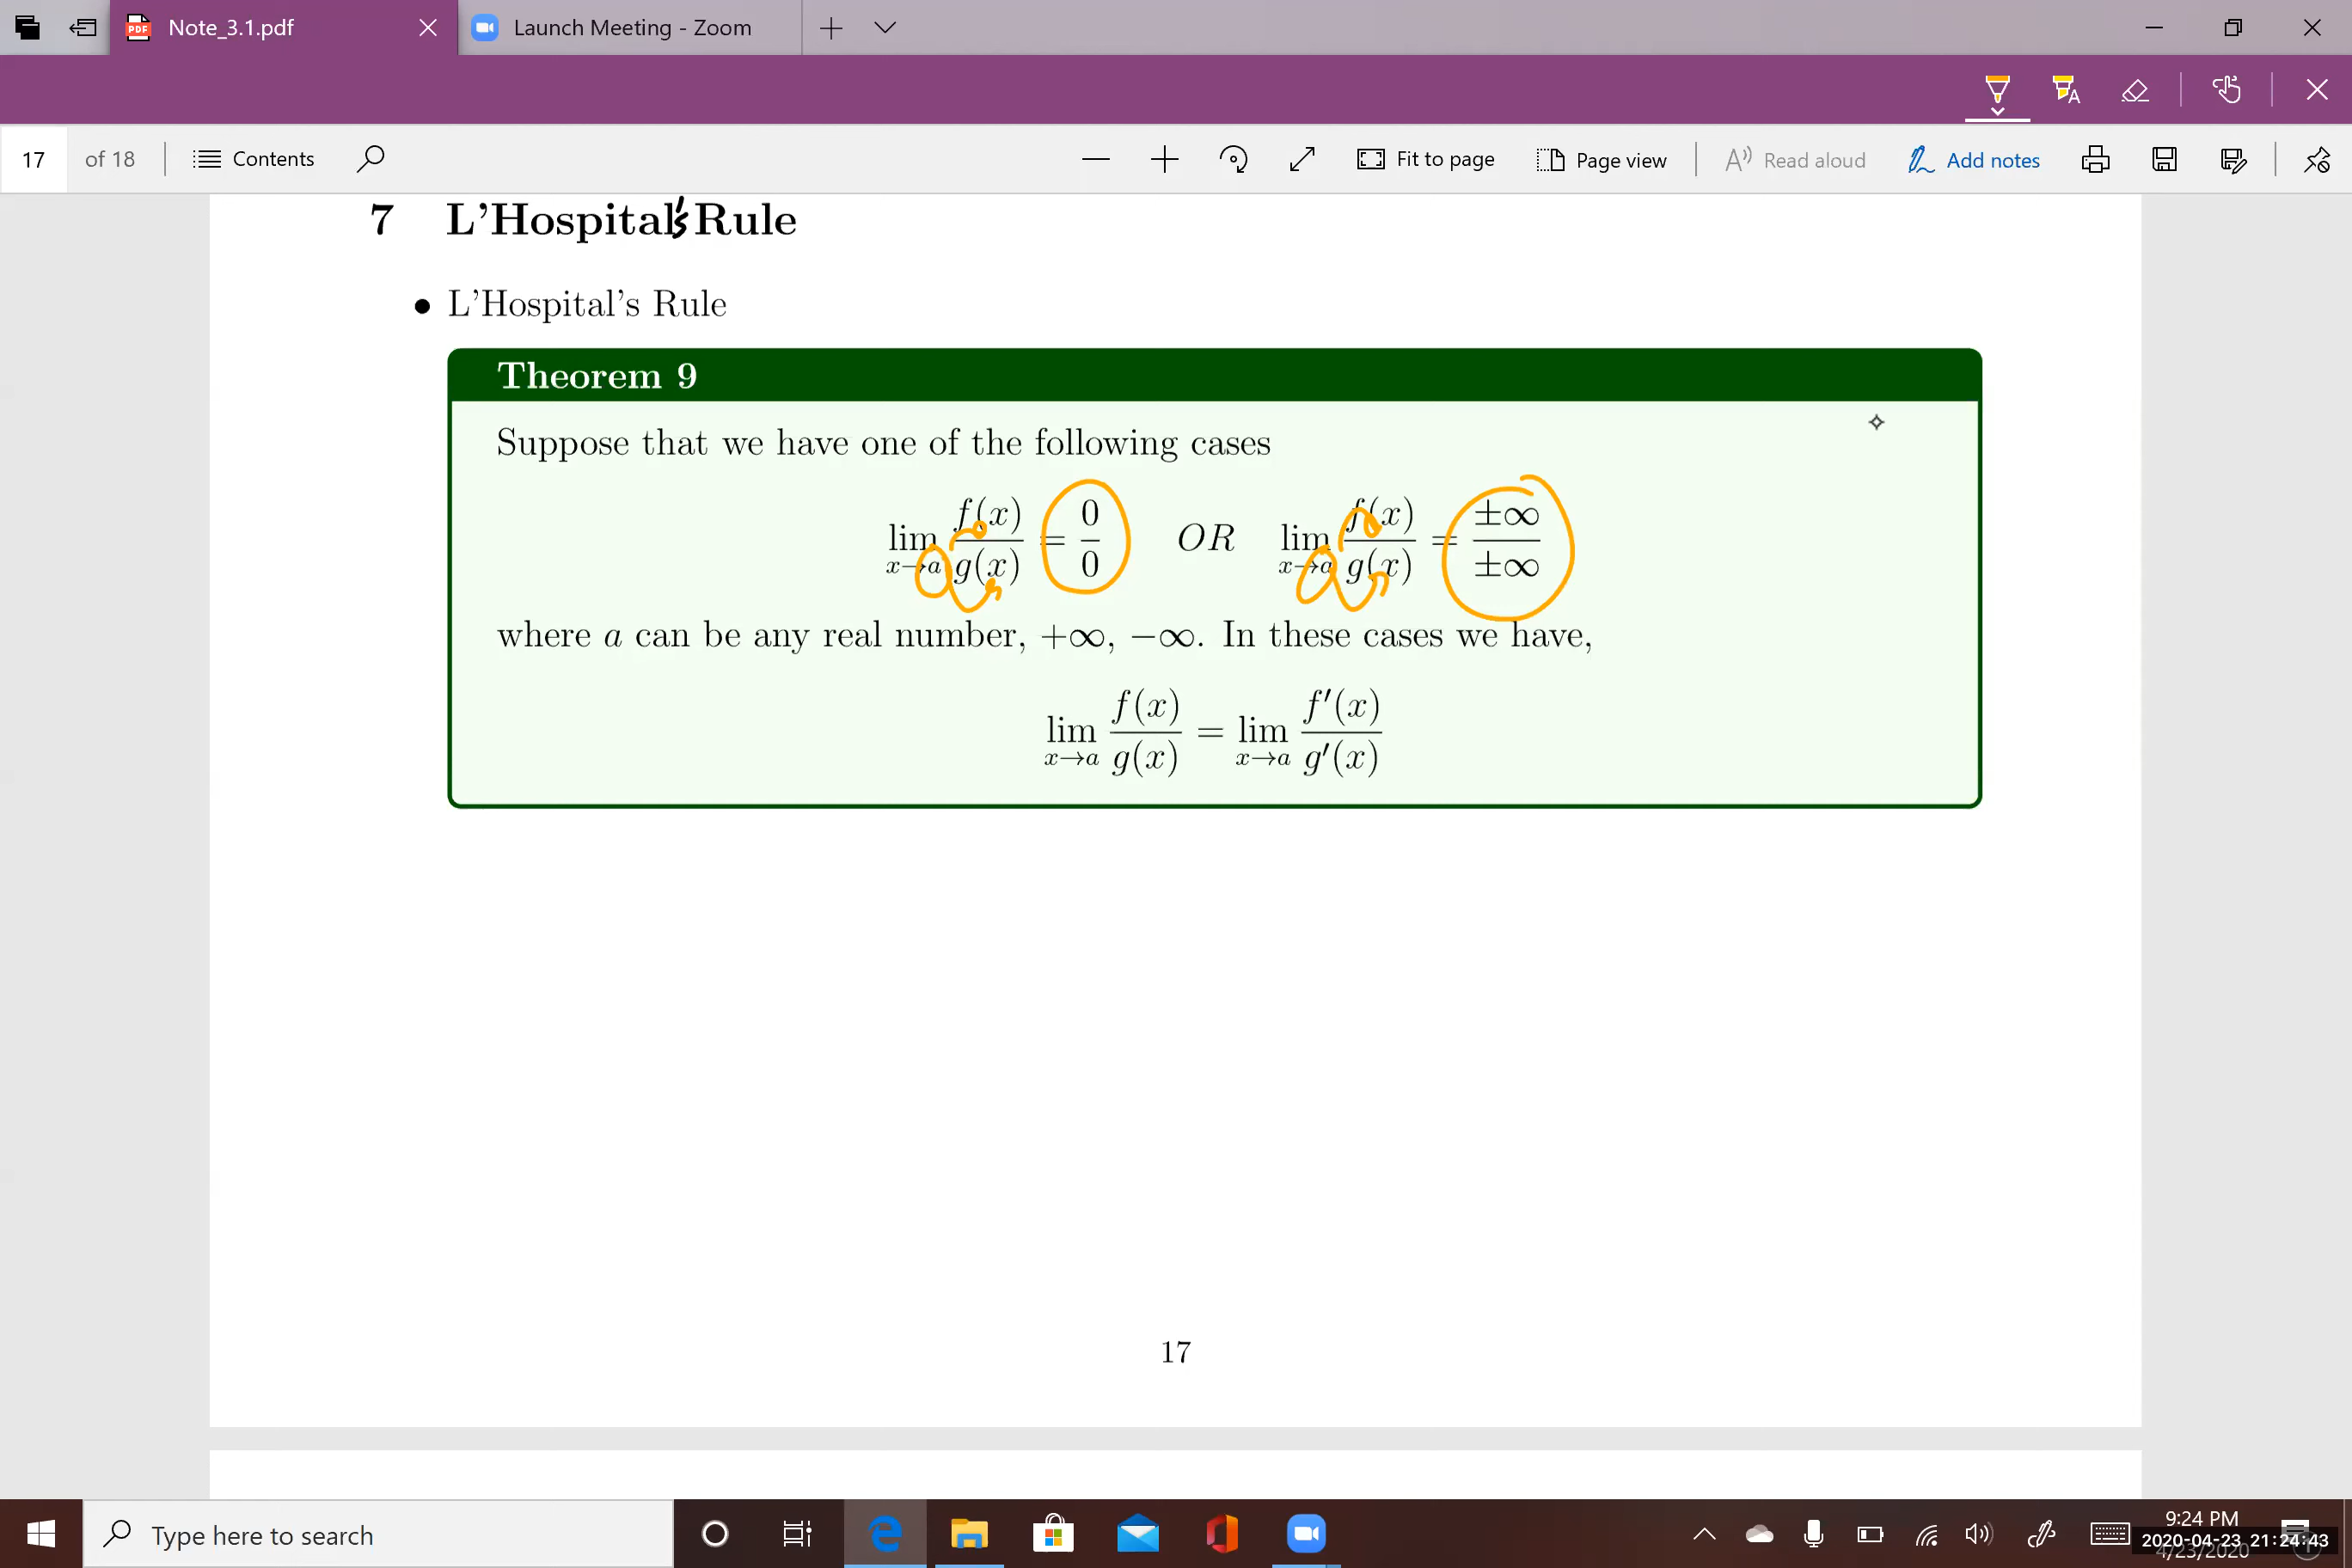 Note_3.1.pdf Launch Meeting - Zoom
17 of 18 Contents Fit to page Page view Read aloud Add notes
7 L'Hospital's Rule
• L'Hospital's Rule
Theorem 9
Suppose that we have one of the following cases
lim x→a f(x)/g(x) = 0/0 OR lim x→a f(x)/g(x) = ±∞/±∞
where a can be any real number, +∞, −∞. In these cases we have,
lim x→a f(x)/g(x) = lim x→a f′(x)/g′(x)
17
Type here to search
9:24 PM
2020-04-23 21:24:43
4/23/2020